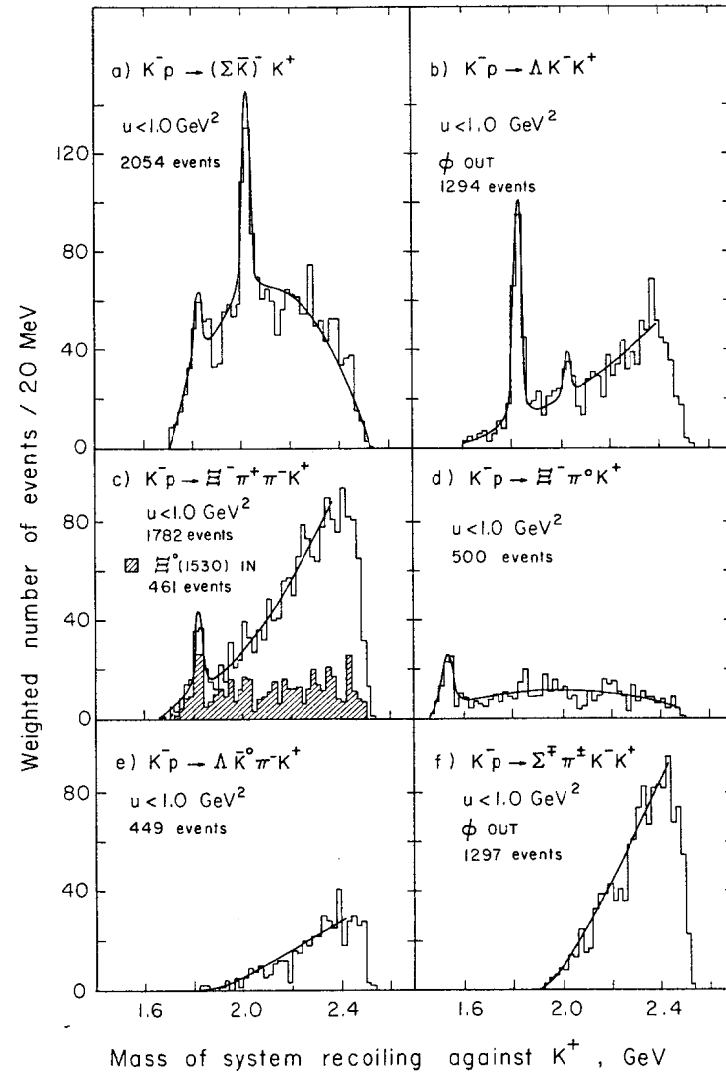 a) K⁻p → (Σ K̄)⁻ K⁺
u < 1.0 GeV²
2054 events
b) K⁻p → Λ K⁻K⁺
u < 1.0 GeV²
ϕ OUT
1294 events
120
80
40
0
c) K⁻p → Ξ⁻ π⁺ π⁻K⁺
u < 1.0 GeV²
1782 events
Ξ⁰(1530) IN
461 events
d) K⁻p → Ξ⁻ π⁰ K⁺
u < 1.0 GeV²
500 events
80
40
0
e) K⁻p → Λ K̄⁰ π⁻K⁺
u < 1.0 GeV²
449 events
f) K⁻p → Σ∓ π± K⁻K⁺
u < 1.0 GeV²
ϕ OUT
1297 events
80
40
0
1.6 2.0 2.4 1.6 2.0 2.4
Weighted number of events / 20 MeV
Mass of system recoiling against K⁺ , GeV